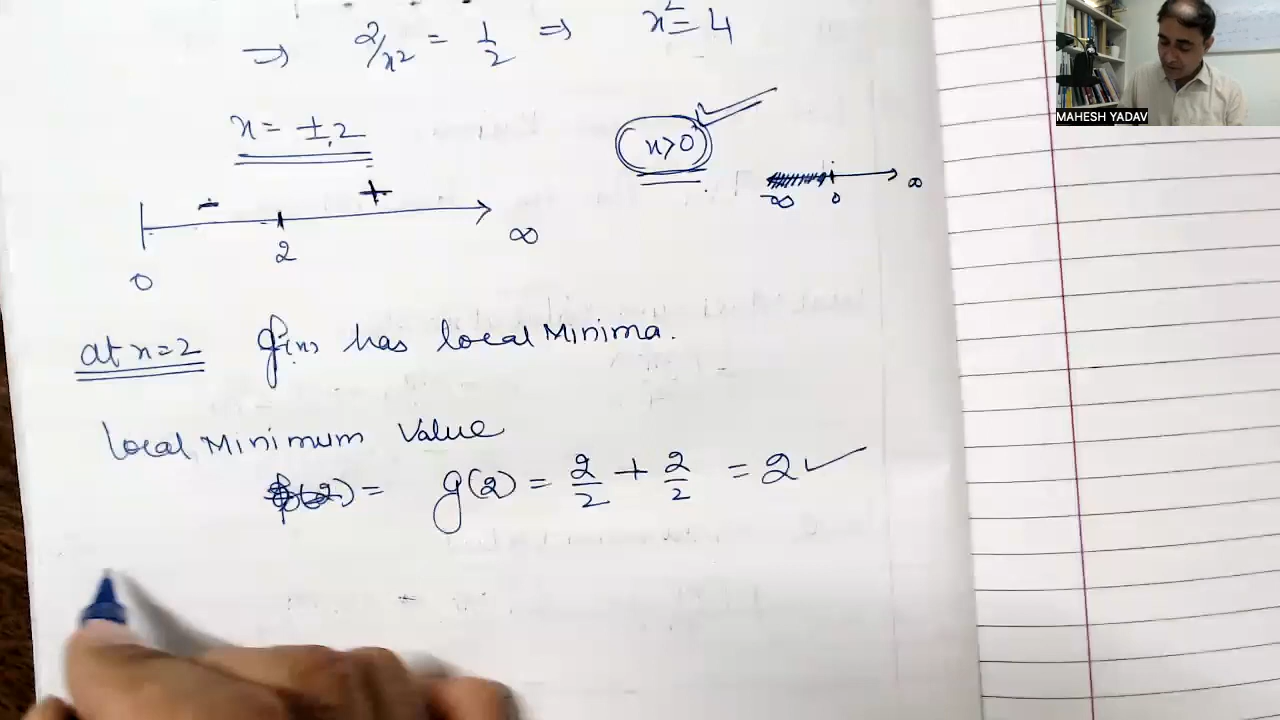 ⇒ 2/x² = 1/2 ⇒ x² = 4
MAHESH YADAV
x = ±2
x>0
- +
0 2 ∞
-∞ 0 ∞
at x=2 g(x) has local Minima.
local Minimum Value
= g(2) = 2/2 + 2/2 = 2 ✓